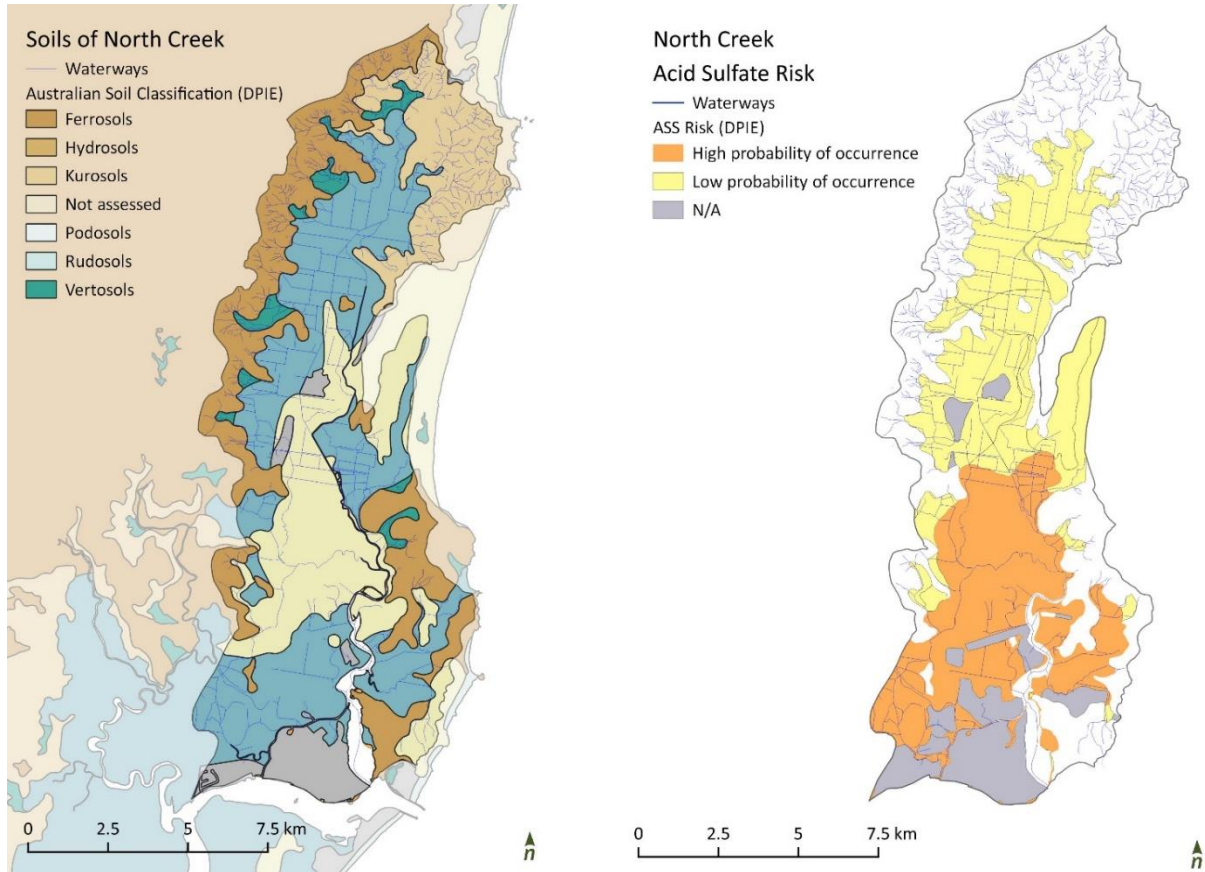 Soils of North Creek
Waterways
Australian Soil Classification (DPIE)
Ferrosols
Hydrosols
Kurosols
Not assessed
Podosols
Rudosols
Vertosols
0 2.5 5 7.5 km
n
North Creek
Acid Sulfate Risk
Waterways
ASS Risk (DPIE)
High probability of occurrence
Low probability of occurrence
N/A
0 2.5 5 7.5 km
n